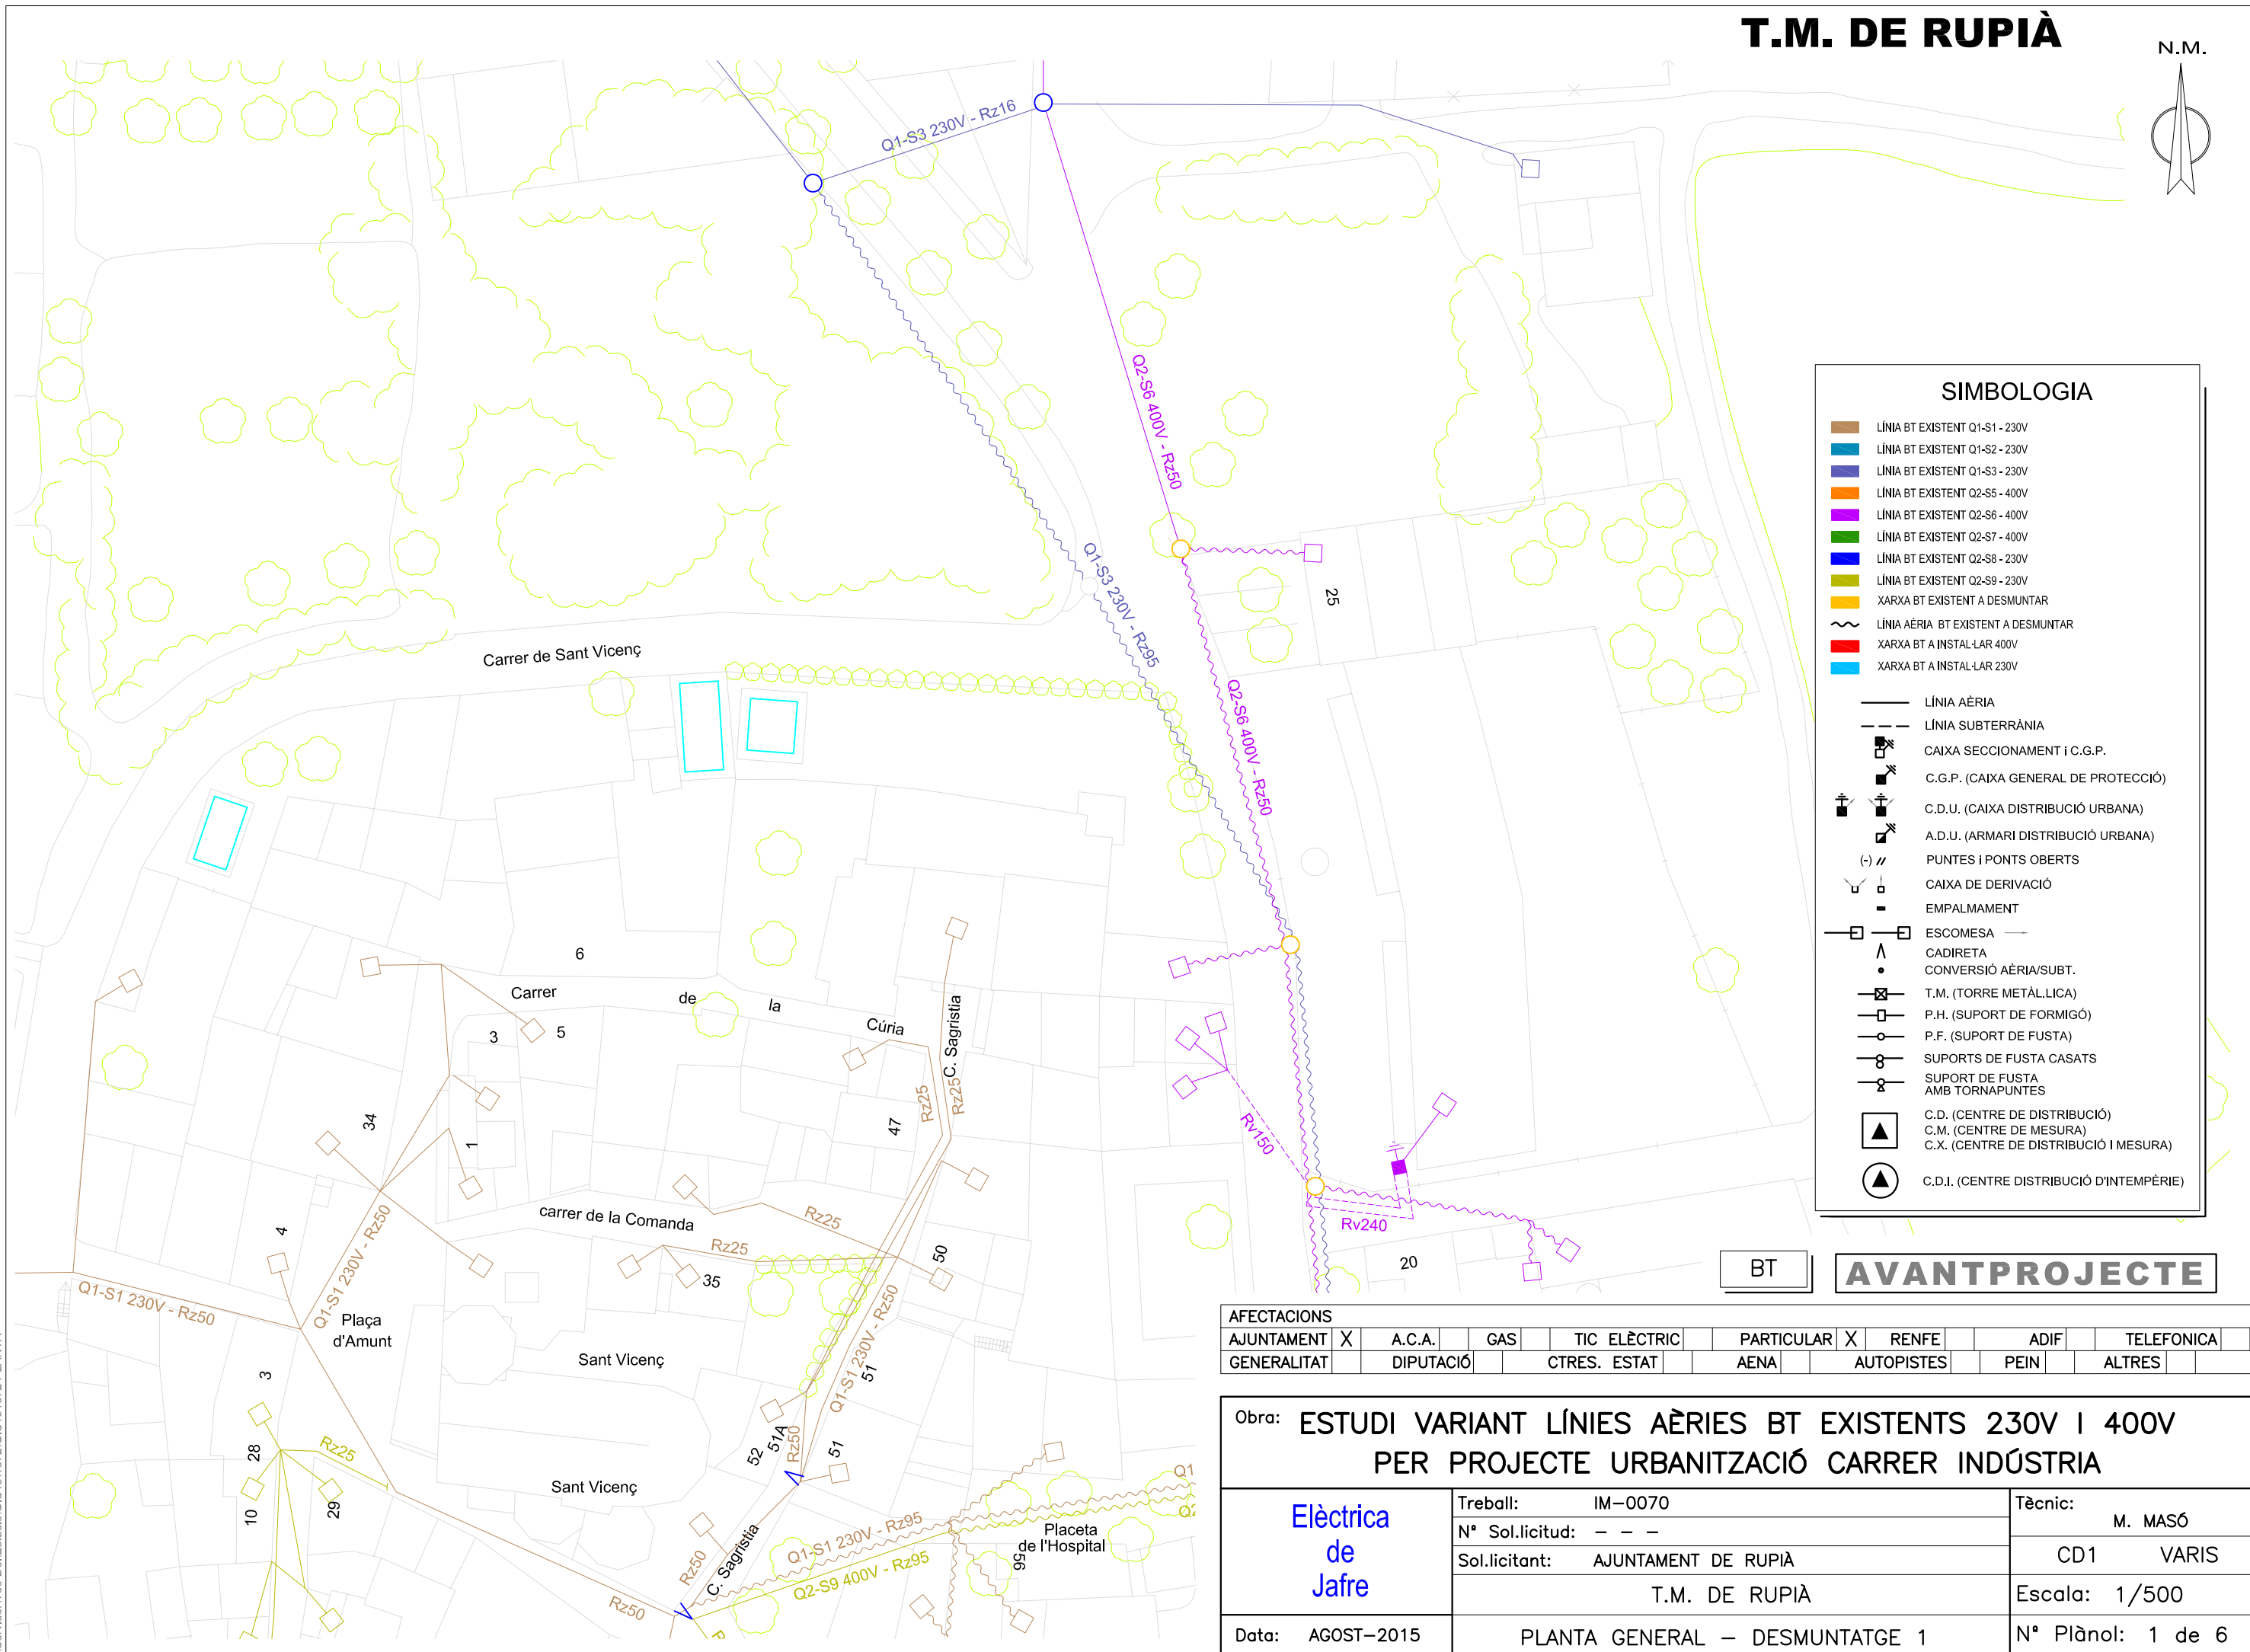 T.M. DE RUPIÀ
N.M.
Q1-S3 230V - Rz16
Q2-S6 400V - Rz50
Q1-S3 230V - Rz95
Q2-S6 400V - Rz50
25
Carrer de Sant Vicenç
SIMBOLOGIA
LÍNIA BT EXISTENT Q1-S1 - 230V
LÍNIA BT EXISTENT Q1-S2 - 230V
LÍNIA BT EXISTENT Q1-S3 - 230V
LÍNIA BT EXISTENT Q2-S5 - 400V
LÍNIA BT EXISTENT Q2-S6 - 400V
LÍNIA BT EXISTENT Q2-S7 - 400V
LÍNIA BT EXISTENT Q2-S8 - 230V
LÍNIA BT EXISTENT Q2-S9 - 230V
XARXA BT EXISTENT A DESMUNTAR
LÍNIA AÈRIA BT EXISTENT A DESMUNTAR
XARXA BT A INSTAL·LAR 400V
XARXA BT A INSTAL·LAR 230V
LÍNIA AÈRIA
LÍNIA SUBTERRÀNIA
CAIXA SECCIONAMENT i C.G.P.
C.G.P. (CAIXA GENERAL DE PROTECCIÓ)
C.D.U. (CAIXA DISTRIBUCIÓ URBANA)
A.D.U. (ARMARI DISTRIBUCIÓ URBANA)
(-) PUNTES i PONTS OBERTS
CAIXA DE DERIVACIÓ
EMPALMAMENT
ESCOMESA
CADIRETA
CONVERSIÓ AÈRIA/SUBT.
T.M. (TORRE METÀL.LICA)
P.H. (SUPORT DE FORMIGÓ)
P.F. (SUPORT DE FUSTA)
SUPORTS DE FUSTA CASATS
SUPORT DE FUSTA
AMB TORNAPUNTES
C.D. (CENTRE DE DISTRIBUCIÓ)
C.M. (CENTRE DE MESURA)
C.X. (CENTRE DE DISTRIBUCIÓ I MESURA)
C.D.I. (CENTRE DISTRIBUCIÓ D'INTEMPÈRIE)
6
Carrer de la Cúria
C. Sagristia
3
5
34
1
47
Rz25
Rz25
Rv150
Rv240
20
4
carrer de la Comanda
Rz25
Rz25
35
50
Q1-S1 230V - Rz50
Q1-S1 230V - Rz50
Plaça
d'Amunt
Sant Vicenç
Q1-S1 230V - Rz50
51
3
28
Rz25
10
29
52
51A
Rz50
51
Sant Vicenç
Rz50
C. Sagristia
Rz50
Q1-S1 230V - Rz95
Q2-S9 400V - Rz95
56
Placeta
de l'Hospital
Q1
BT
AVANTPROJECTE
AFECTACIONS
AJUNTAMENT X A.C.A. GAS TIC ELÈCTRIC PARTICULAR X RENFE ADIF TELEFONICA
GENERALITAT DIPUTACIÓ CTRES. ESTAT AENA AUTOPISTES PEIN ALTRES
Obra: ESTUDI VARIANT LÍNIES AÈRIES BT EXISTENTS 230V I 400V
PER PROJECTE URBANITZACIÓ CARRER INDÚSTRIA
Elèctrica
de
Jafre
Treball: IM-0070
Nº Sol.licitud: - - -
Sol.licitant: AJUNTAMENT DE RUPIÀ
T.M. DE RUPIÀ
Tècnic:
M. MASÓ
CD1 VARIS
Escala: 1/500
Data: AGOST-2015
PLANTA GENERAL - DESMUNTATGE 1
Nº Plànol: 1 de 6